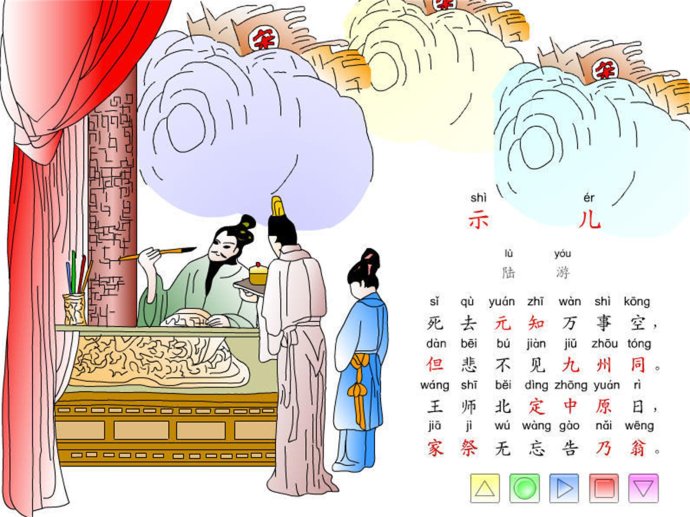 shì ér
示 儿
lù yóu
陆 游
sǐ qù yuán zhī wàn shì kōng
死 去 元 知 万 事 空，
dàn bēi bú jiàn jiǔ zhōu tóng
但 悲 不 见 九 州 同。
wáng shī běi dìng zhōng yuán rì
王 师 北 定 中 原 日，
jiā jì wú wàng gào nǎi wēng
家 祭 无 忘 告 乃 翁。